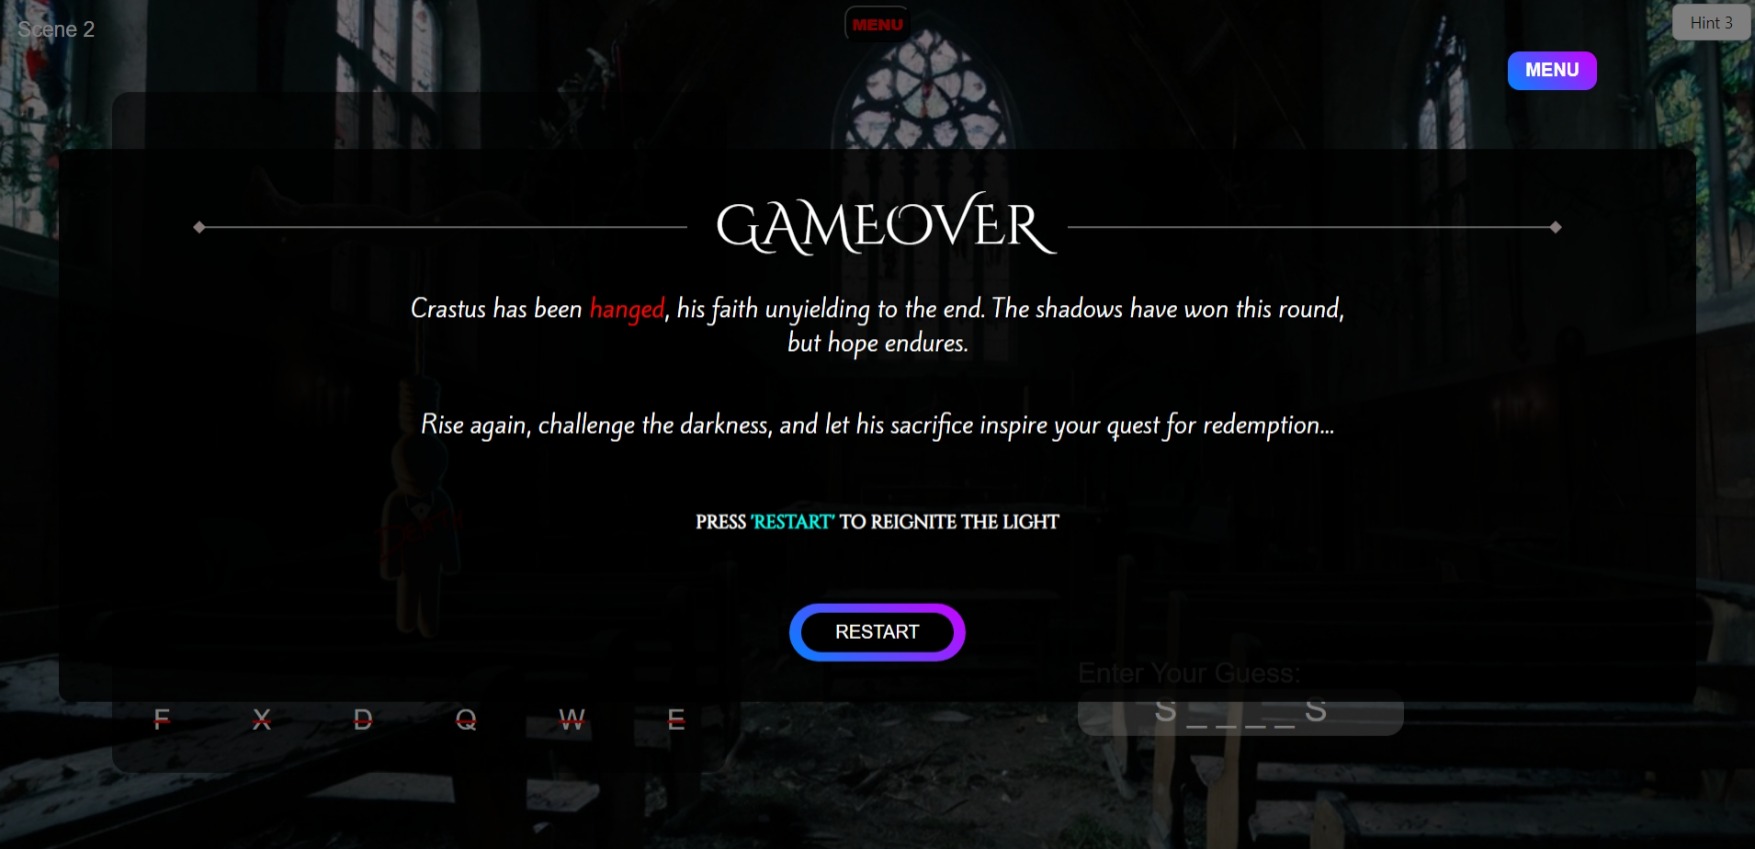 Scene 2
MENU
Hint 3
MENU
GAMEOVER
Crastus has been hanged, his faith unyielding to the end. The shadows have won this round,
but hope endures.
Rise again, challenge the darkness, and let his sacrifice inspire your quest for redemption...
PRESS 'RESTART' TO REIGNITE THE LIGHT
RESTART
Enter Your Guess:
S _ _ _ _ S
F X D Q W E